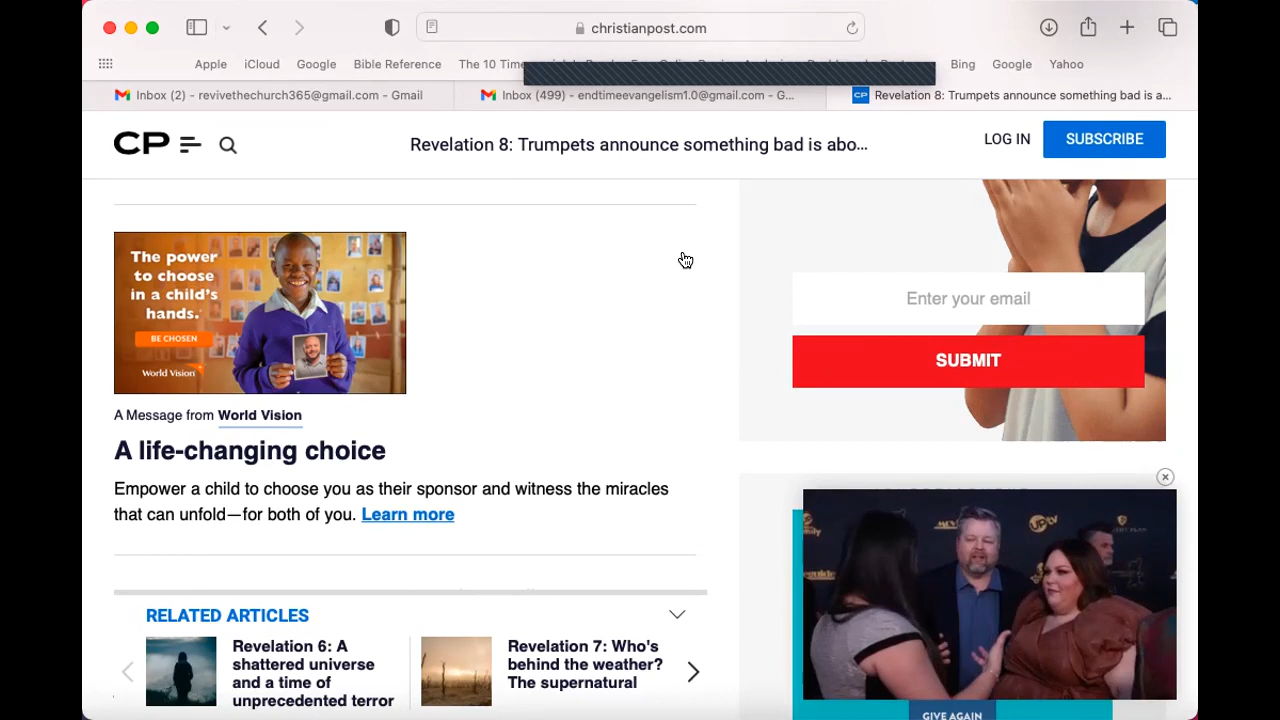 christianpost.com
Apple iCloud Google Bible Reference The 10 Bing Google Yahoo
Inbox (2) - revivethechurch365@gmail.com - Gmail
Inbox (499) - endtimeevangelism1.0@gmail.com - G...
CP Revelation 8: Trumpets announce something bad is a...
CP
Revelation 8: Trumpets announce something bad is abo...
LOG IN
SUBSCRIBE
The power
to choose
in a child's
hands.
BE CHOSEN
World Vision
A Message from World Vision
A life-changing choice
Empower a child to choose you as their sponsor and witness the miracles
that can unfold—for both of you. Learn more
Enter your email
SUBMIT
RELATED ARTICLES
Revelation 6: A
shattered universe
and a time of
unprecedented terror
Revelation 7: Who's
behind the weather?
The supernatural
UPtv
GIVE AGAIN